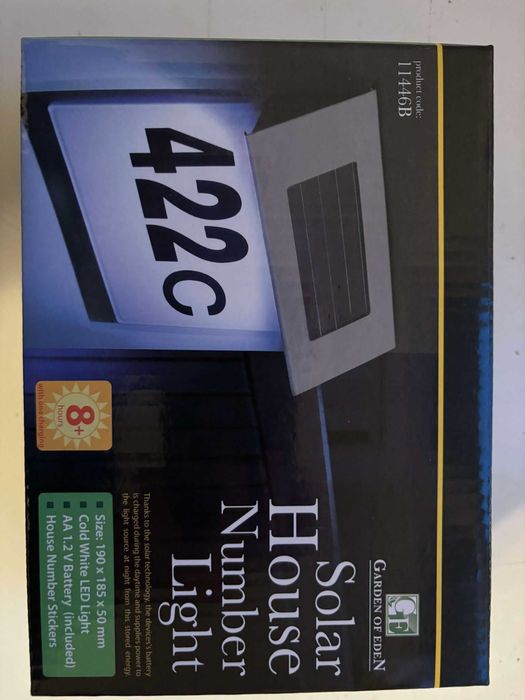 product code:
11446B
422c
GE
GARDEN OF EDEN
Solar
House
Number
Light
Thanks to the solar technology, the devices's battery
is charged during the daytime and supplies power to
the light source at night from this stored energy.
8+
hours
with one charging
Size: 190 x 185 x 50 mm
Cold White LED Light
AA 1.2 V Battery (included)
House Number Stickers